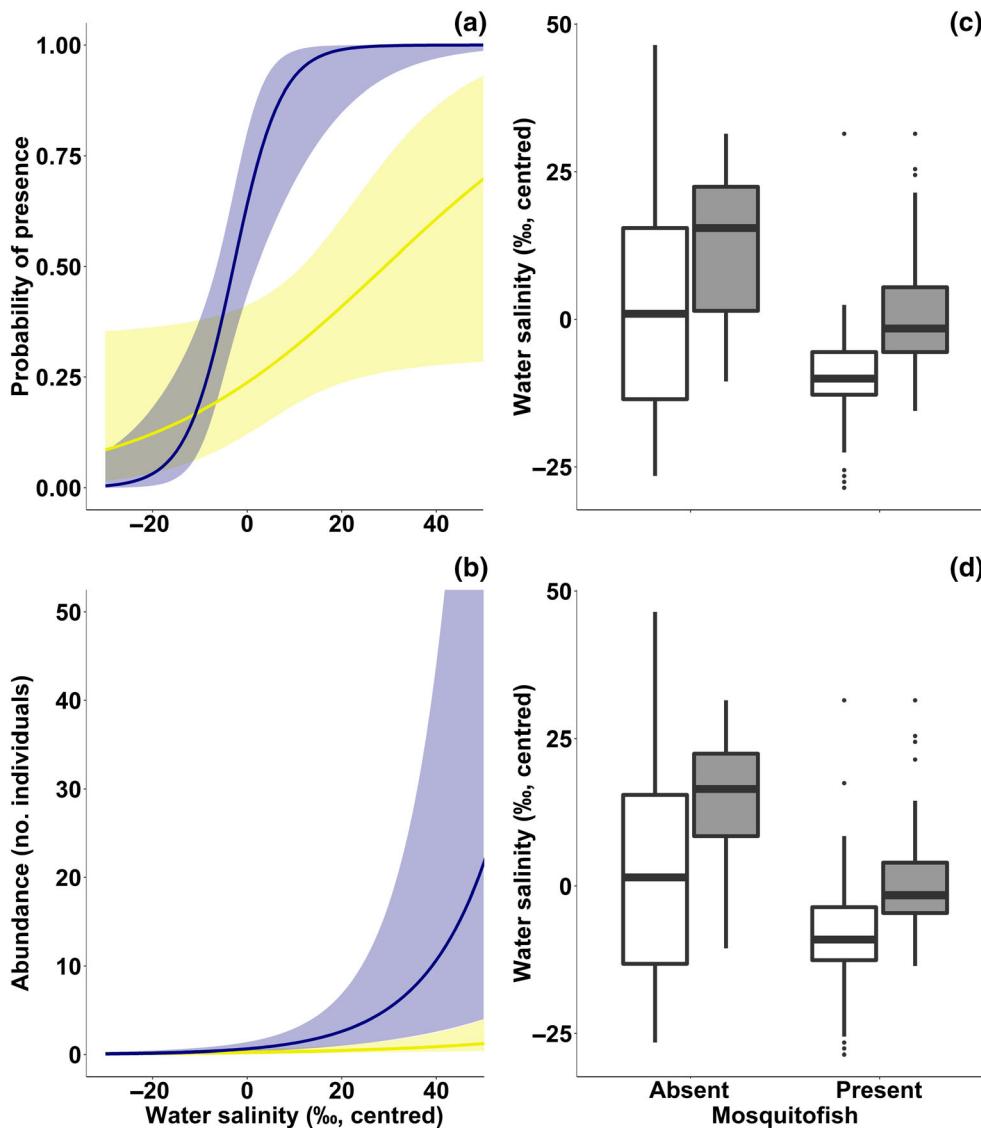 (a)
1.00
0.75
0.50
0.25
0.00
Probability of presence
−20 0 20 40
(b)
50
40
30
20
10
0
Abundance (no. individuals)
−20 0 20 40
Water salinity (‰, centred)
(c)
50
25
0
−25
Water salinity (‰, centred)
(d)
50
25
0
−25
Water salinity (‰, centred)
Absent Present
Mosquitofish